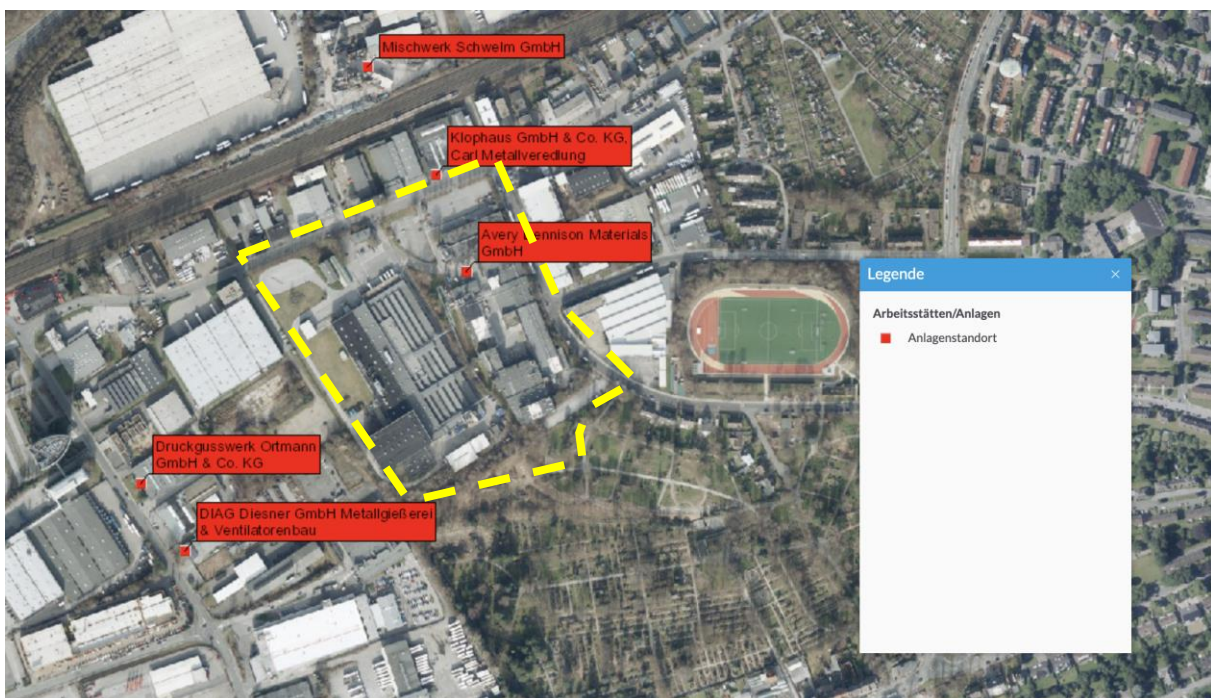 Mischwerk Schwelm GmbH
Klophaus GmbH & Co. KG,
Carl Metallveredlung
Avery Dennison Materials
GmbH
Legende ×
Arbeitsstätten/Anlagen
Anlagenstandort
Druckgusswerk Ortmann
GmbH & Co. KG
DIAG Diesner GmbH Metallgießerei
& Ventilatorenbau